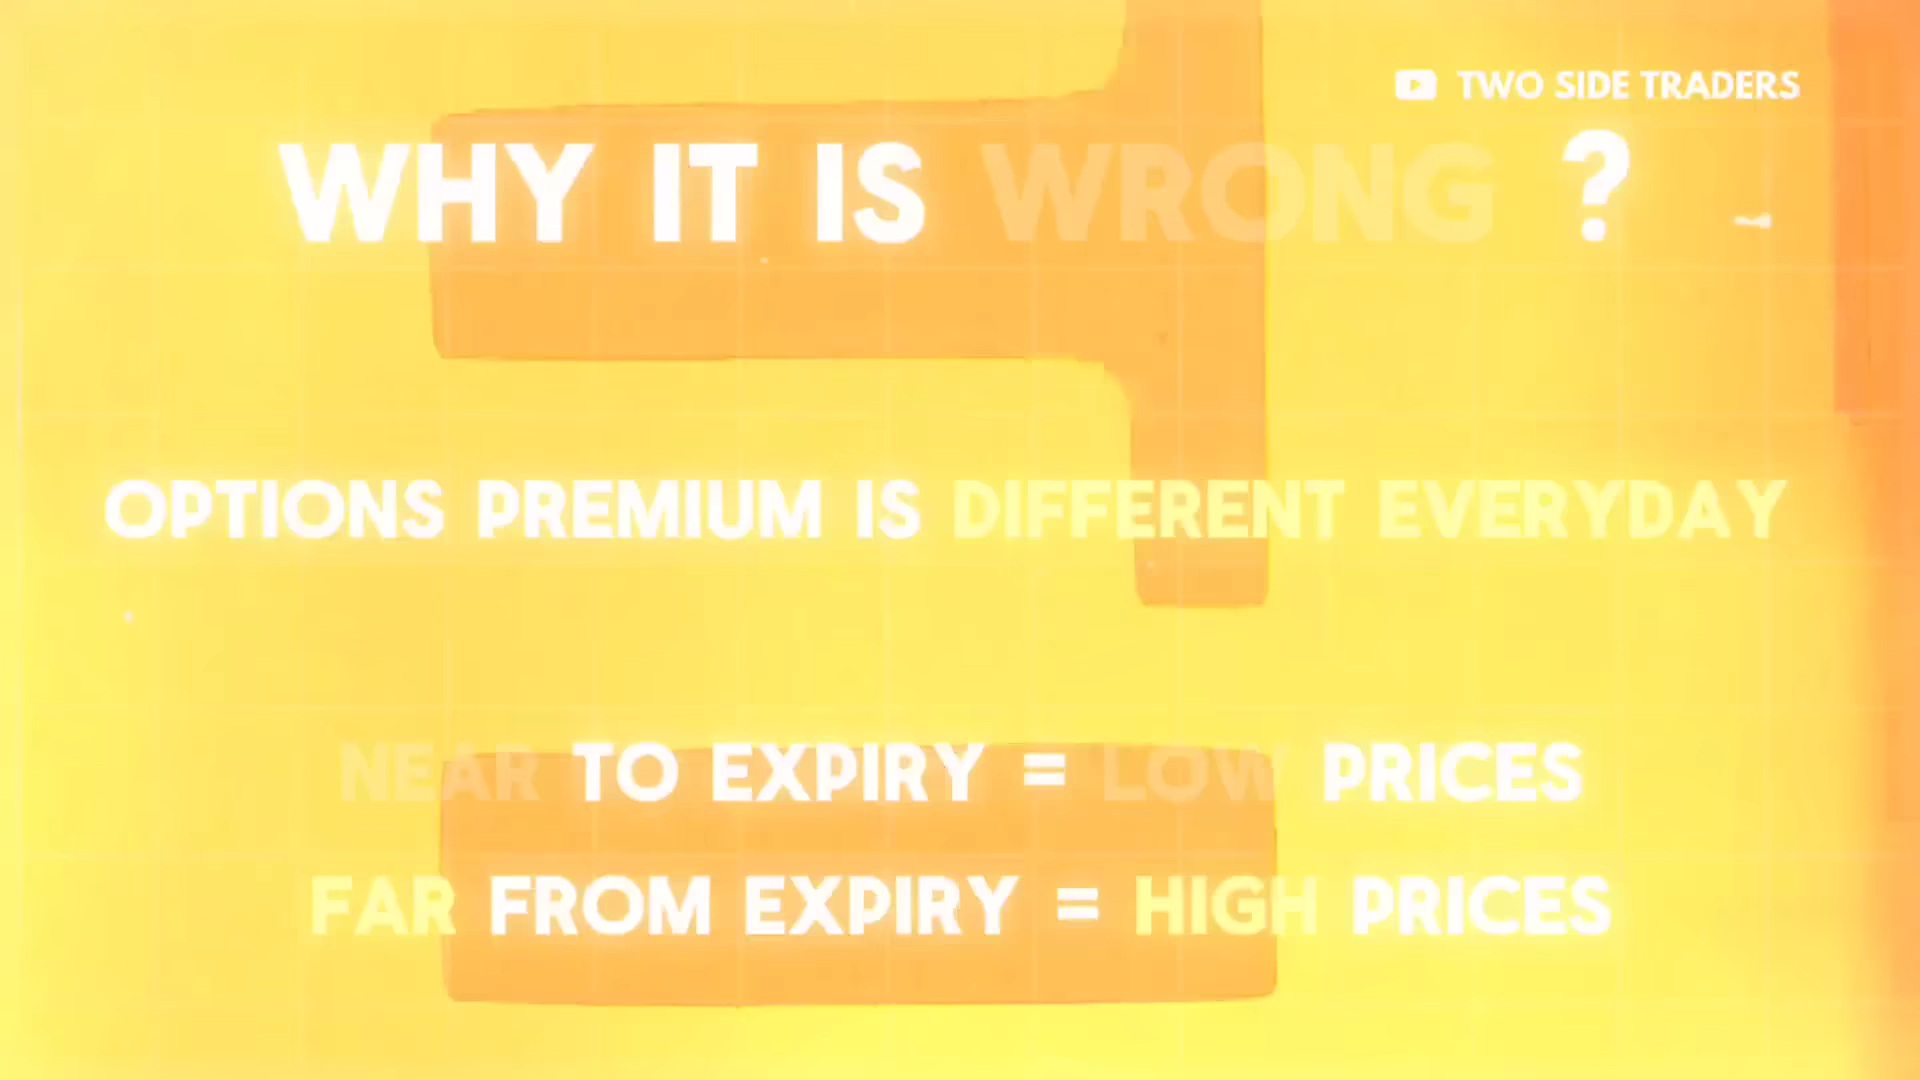 TWO SIDE TRADERS
WHY IT IS WRONG ?
OPTIONS PREMIUM IS DIFFERENT EVERYDAY
NEAR TO EXPIRY = LOW PRICES
FAR FROM EXPIRY = HIGH PRICES